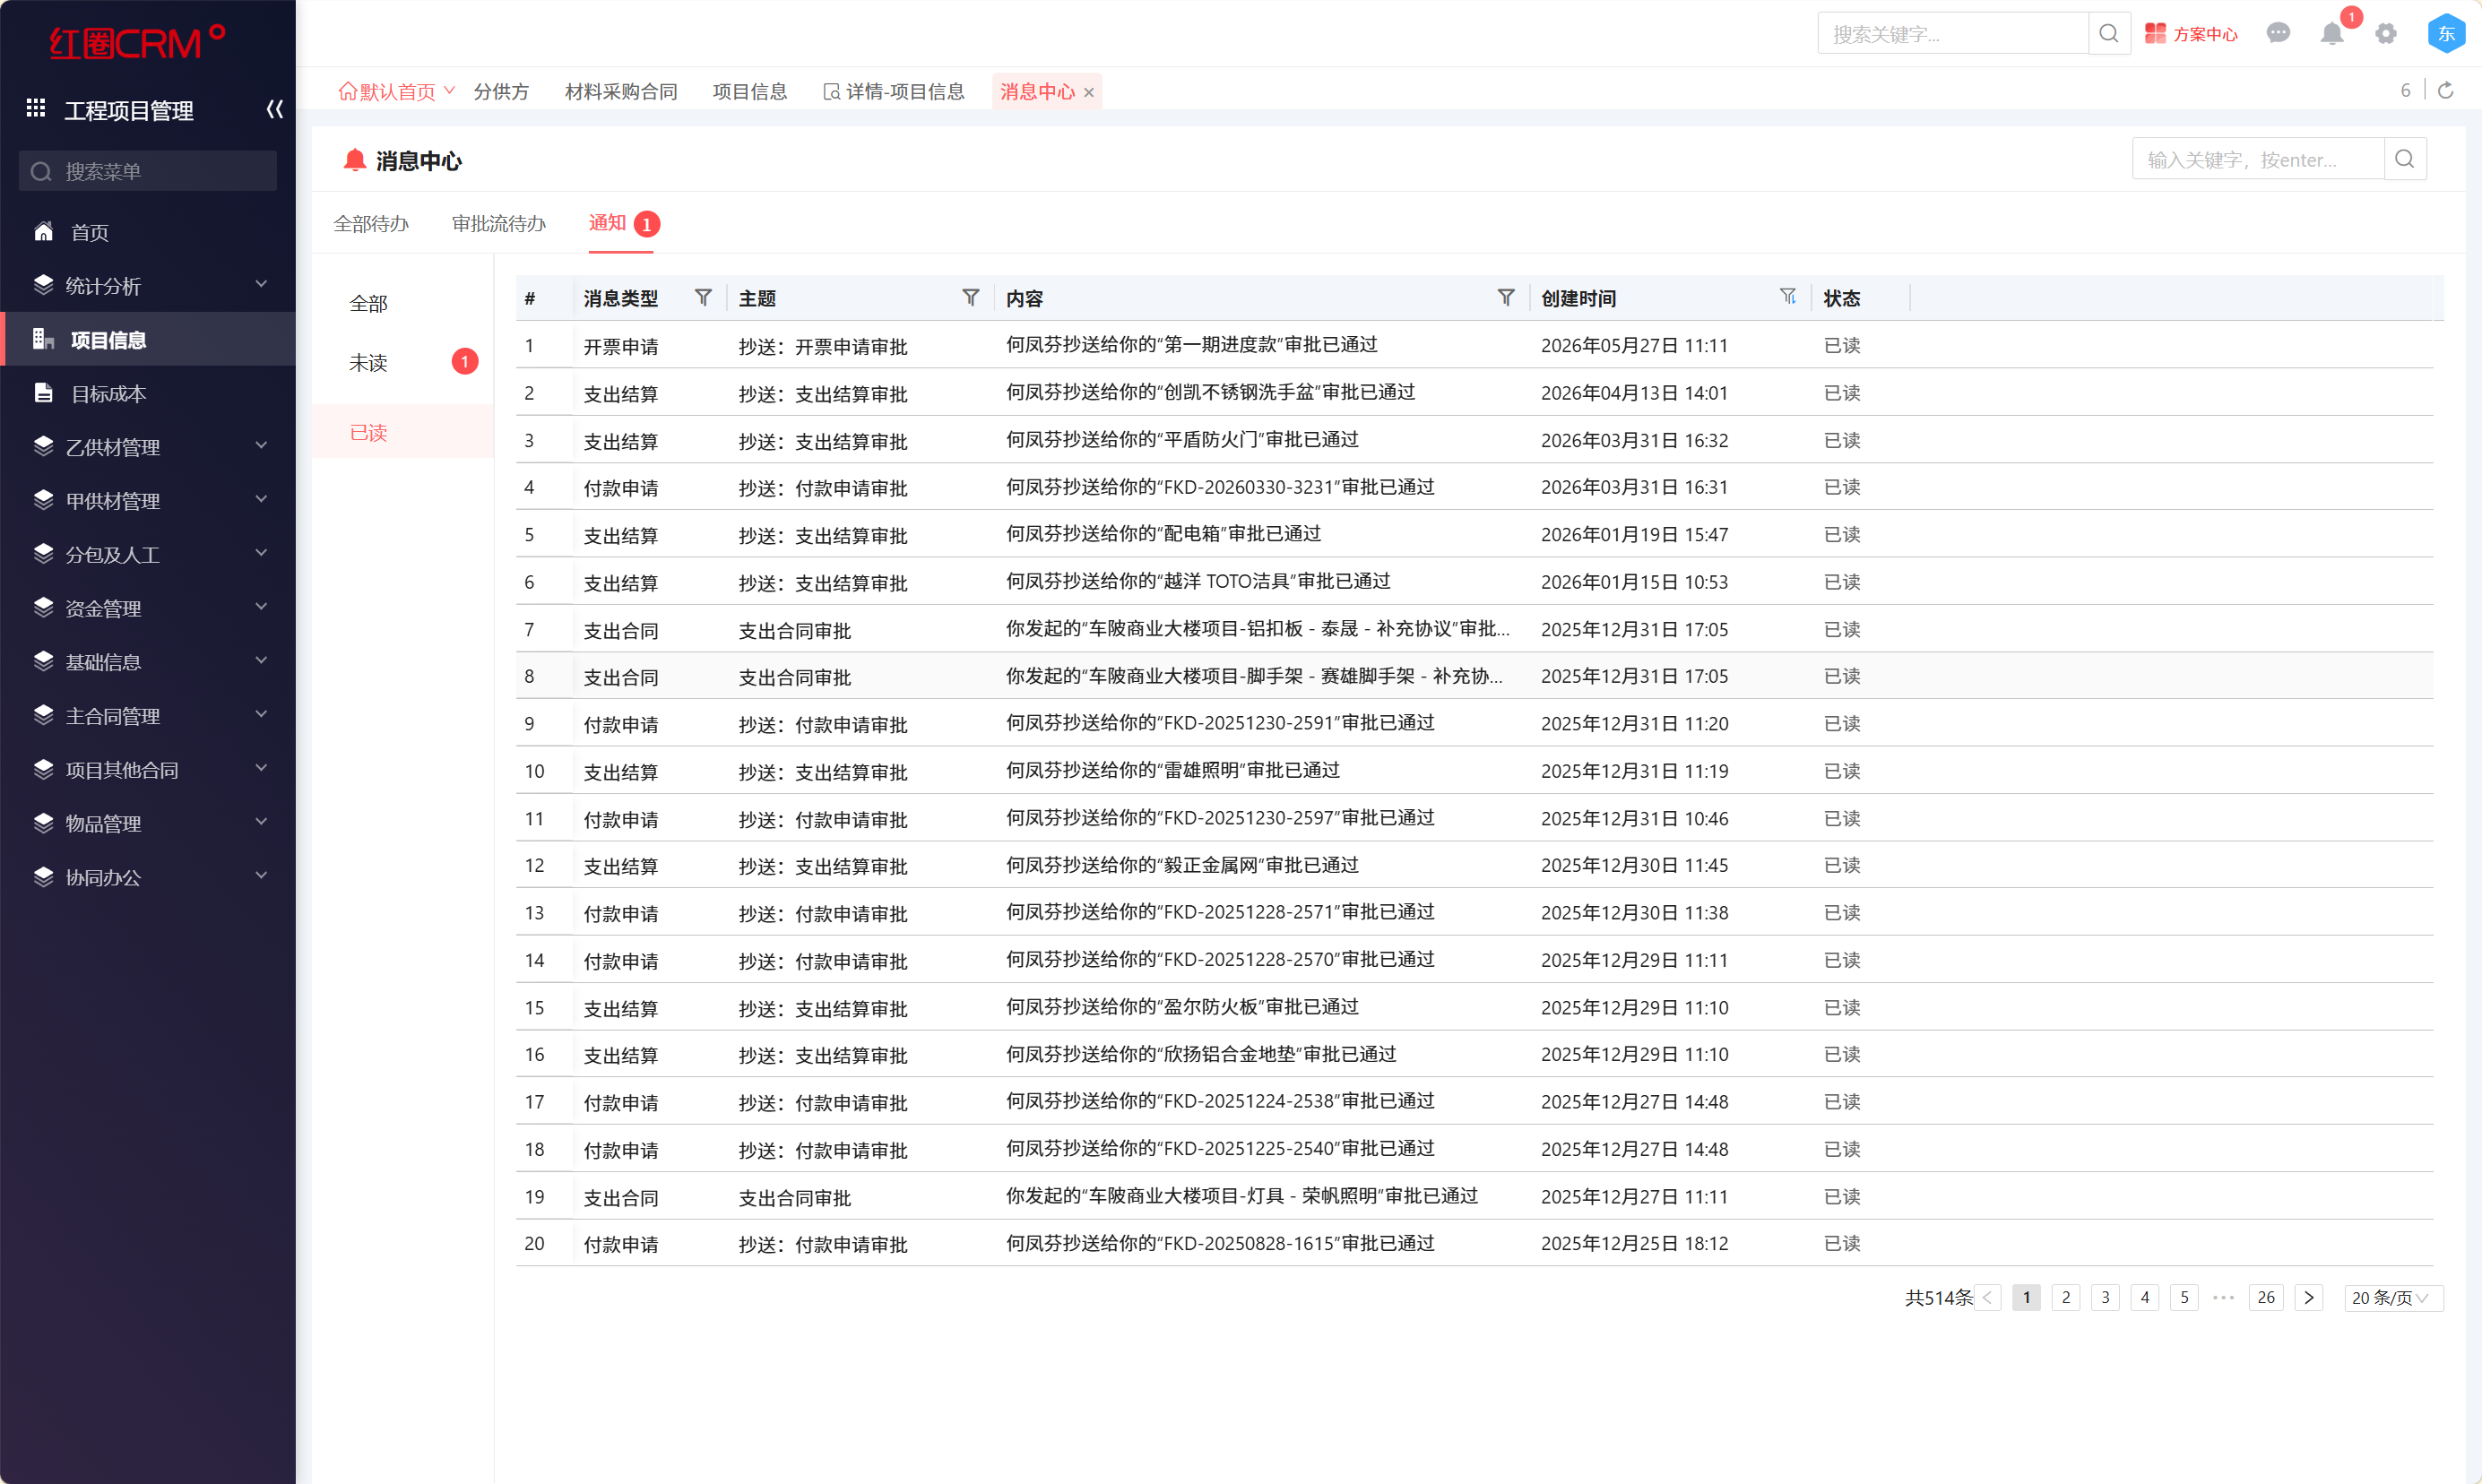 红圈CRM
搜索关键字...
方案中心
1
东
工程项目管理
默认首页 分供方 材料采购合同 项目信息 详情-项目信息 消息中心
6
搜索菜单
首页
统计分析
项目信息
目标成本
乙供材管理
甲供材管理
分包及人工
资金管理
基础信息
主合同管理
项目其他合同
物品管理
协同办公
消息中心
输入关键字，按enter...
全部待办 审批流待办 通知 1
全部
未读 1
已读
# 消息类型 主题 内容 创建时间 状态
1 开票申请 抄送：开票申请审批 何凤芬抄送给你的“第一期进度款”审批已通过 2026年05月27日 11:11 已读
2 支出结算 抄送：支出结算审批 何凤芬抄送给你的“创凯不锈钢洗手盆”审批已通过 2026年04月13日 14:01 已读
3 支出结算 抄送：支出结算审批 何凤芬抄送给你的“平盾防火门”审批已通过 2026年03月31日 16:32 已读
4 付款申请 抄送：付款申请审批 何凤芬抄送给你的“FKD-20260330-3231”审批已通过 2026年03月31日 16:31 已读
5 支出结算 抄送：支出结算审批 何凤芬抄送给你的“配电箱”审批已通过 2026年01月19日 15:47 已读
6 支出结算 抄送：支出结算审批 何凤芬抄送给你的“越洋 TOTO洁具”审批已通过 2026年01月15日 10:53 已读
7 支出合同 支出合同审批 你发起的“车陂商业大楼项目-铝扣板 - 泰晟 - 补充协议”审批... 2025年12月31日 17:05 已读
8 支出合同 支出合同审批 你发起的“车陂商业大楼项目-脚手架 - 赛雄脚手架 - 补充协... 2025年12月31日 17:05 已读
9 付款申请 抄送：付款申请审批 何凤芬抄送给你的“FKD-20251230-2591”审批已通过 2025年12月31日 11:20 已读
10 支出结算 抄送：支出结算审批 何凤芬抄送给你的“雷雄照明”审批已通过 2025年12月31日 11:19 已读
11 付款申请 抄送：付款申请审批 何凤芬抄送给你的“FKD-20251230-2597”审批已通过 2025年12月31日 10:46 已读
12 支出结算 抄送：支出结算审批 何凤芬抄送给你的“毅正金属网”审批已通过 2025年12月30日 11:45 已读
13 付款申请 抄送：付款申请审批 何凤芬抄送给你的“FKD-20251228-2571”审批已通过 2025年12月30日 11:38 已读
14 付款申请 抄送：付款申请审批 何凤芬抄送给你的“FKD-20251228-2570”审批已通过 2025年12月29日 11:11 已读
15 支出结算 抄送：支出结算审批 何凤芬抄送给你的“盈尔防火板”审批已通过 2025年12月29日 11:10 已读
16 支出结算 抄送：支出结算审批 何凤芬抄送给你的“欣扬铝合金地垫”审批已通过 2025年12月29日 11:10 已读
17 付款申请 抄送：付款申请审批 何凤芬抄送给你的“FKD-20251224-2538”审批已通过 2025年12月27日 14:48 已读
18 付款申请 抄送：付款申请审批 何凤芬抄送给你的“FKD-20251225-2540”审批已通过 2025年12月27日 14:48 已读
19 支出合同 支出合同审批 你发起的“车陂商业大楼项目-灯具 - 荣帆照明”审批已通过 2025年12月27日 11:11 已读
20 付款申请 抄送：付款申请审批 何凤芬抄送给你的“FKD-20250828-1615”审批已通过 2025年12月25日 18:12 已读
共514条 1 2 3 4 5 ••• 26 20 条/页